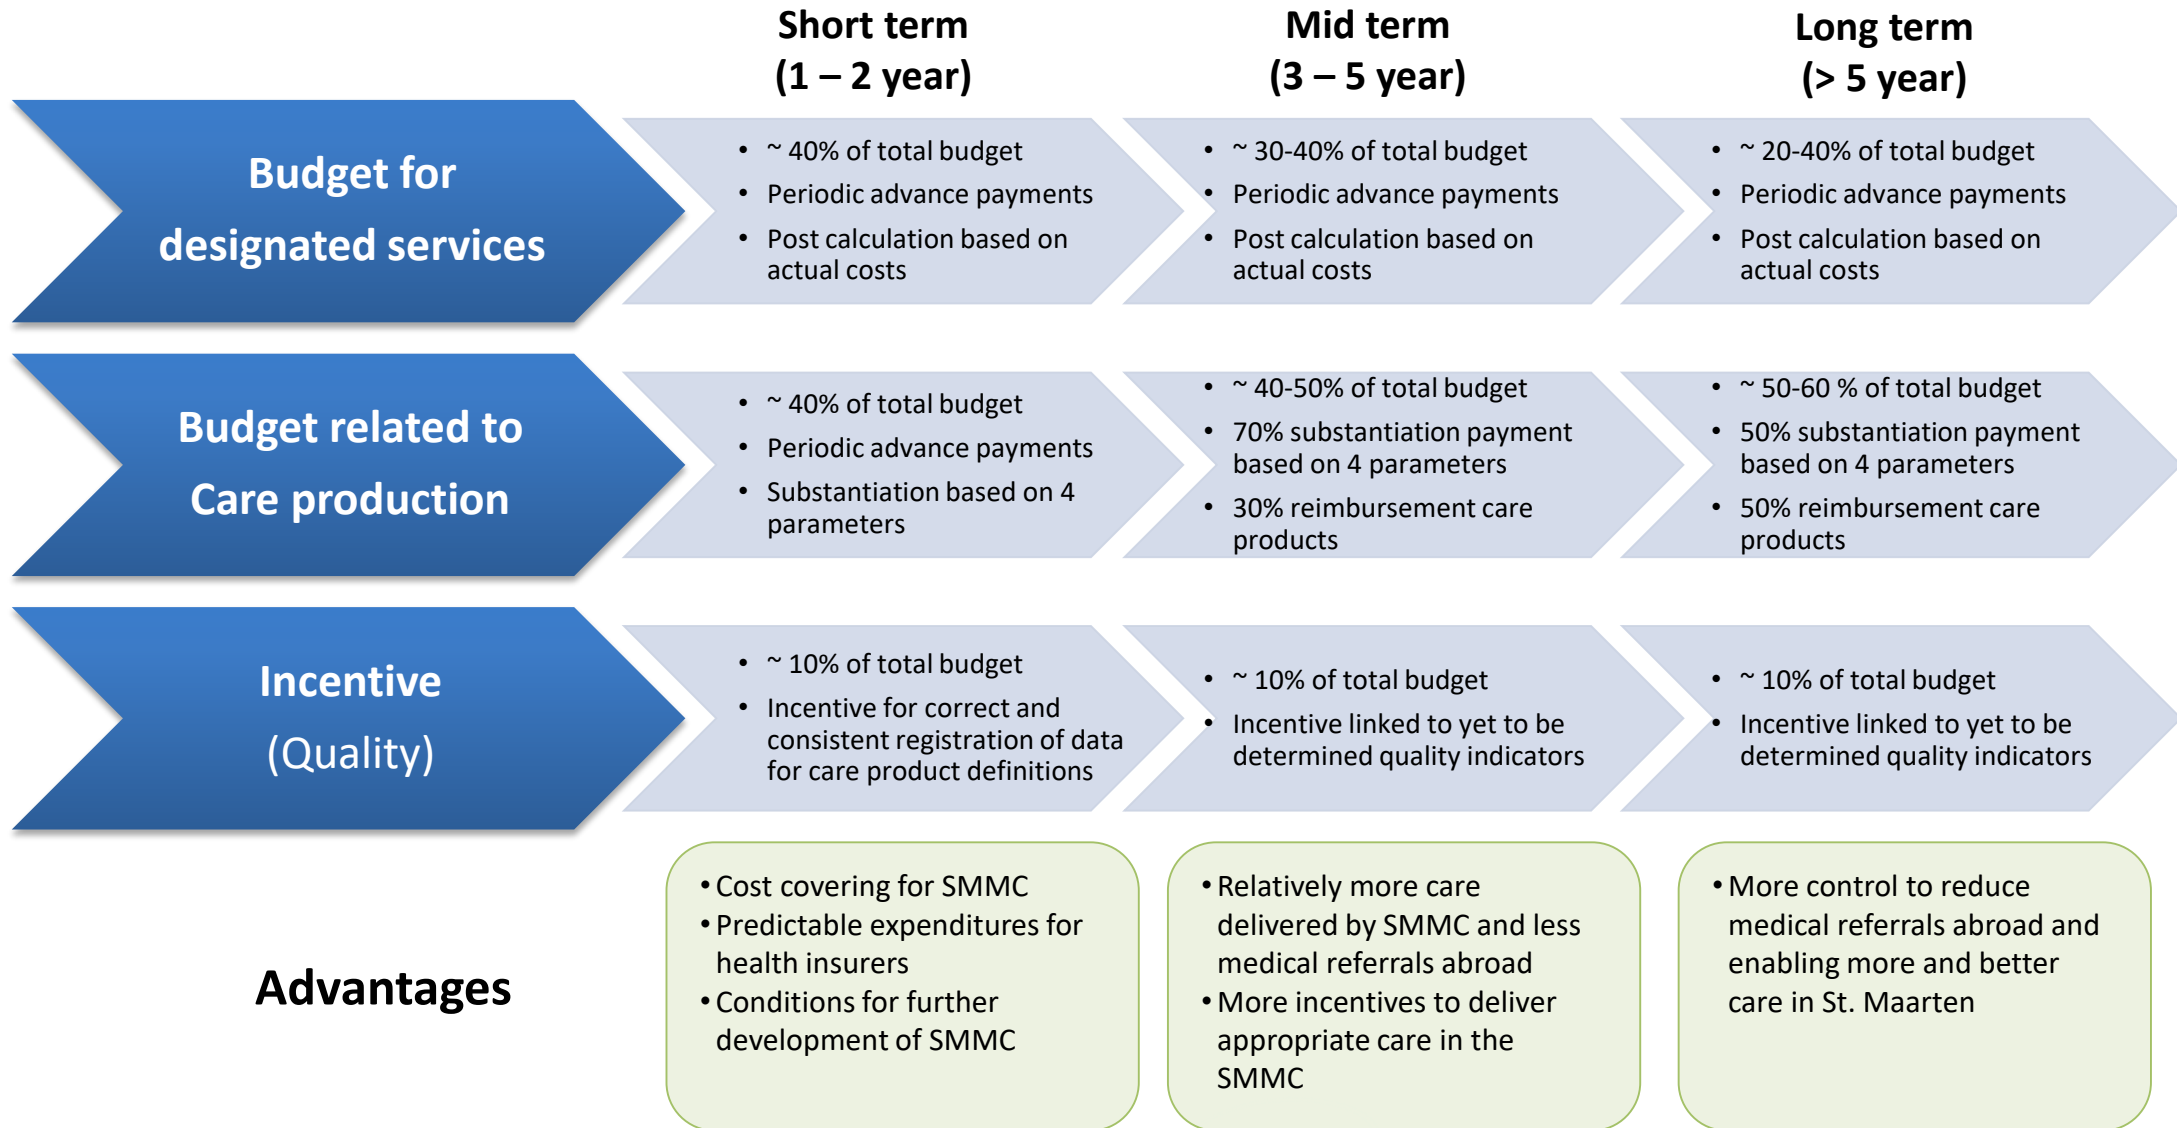 Short term
(1 – 2 year)
Mid term
(3 – 5 year)
Long term
(> 5 year)
Budget for
designated services
• ~ 40% of total budget
• Periodic advance payments
• Post calculation based on
actual costs
• ~ 30-40% of total budget
• Periodic advance payments
• Post calculation based on
actual costs
• ~ 20-40% of total budget
• Periodic advance payments
• Post calculation based on
actual costs
Budget related to
Care production
• ~ 40% of total budget
• Periodic advance payments
• Substantiation based on 4
parameters
• ~ 40-50% of total budget
• 70% substantiation payment
based on 4 parameters
• 30% reimbursement care
products
• ~ 50-60 % of total budget
• 50% substantiation payment
based on 4 parameters
• 50% reimbursement care
products
Incentive
(Quality)
• ~ 10% of total budget
• Incentive for correct and
consistent registration of data
for care product definitions
• ~ 10% of total budget
• Incentive linked to yet to be
determined quality indicators
• ~ 10% of total budget
• Incentive linked to yet to be
determined quality indicators
Advantages
• Cost covering for SMMC
• Predictable expenditures for
health insurers
• Conditions for further
development of SMMC
• Relatively more care
delivered by SMMC and less
medical referrals abroad
• More incentives to deliver
appropriate care in the
SMMC
• More control to reduce
medical referrals abroad and
enabling more and better
care in St. Maarten